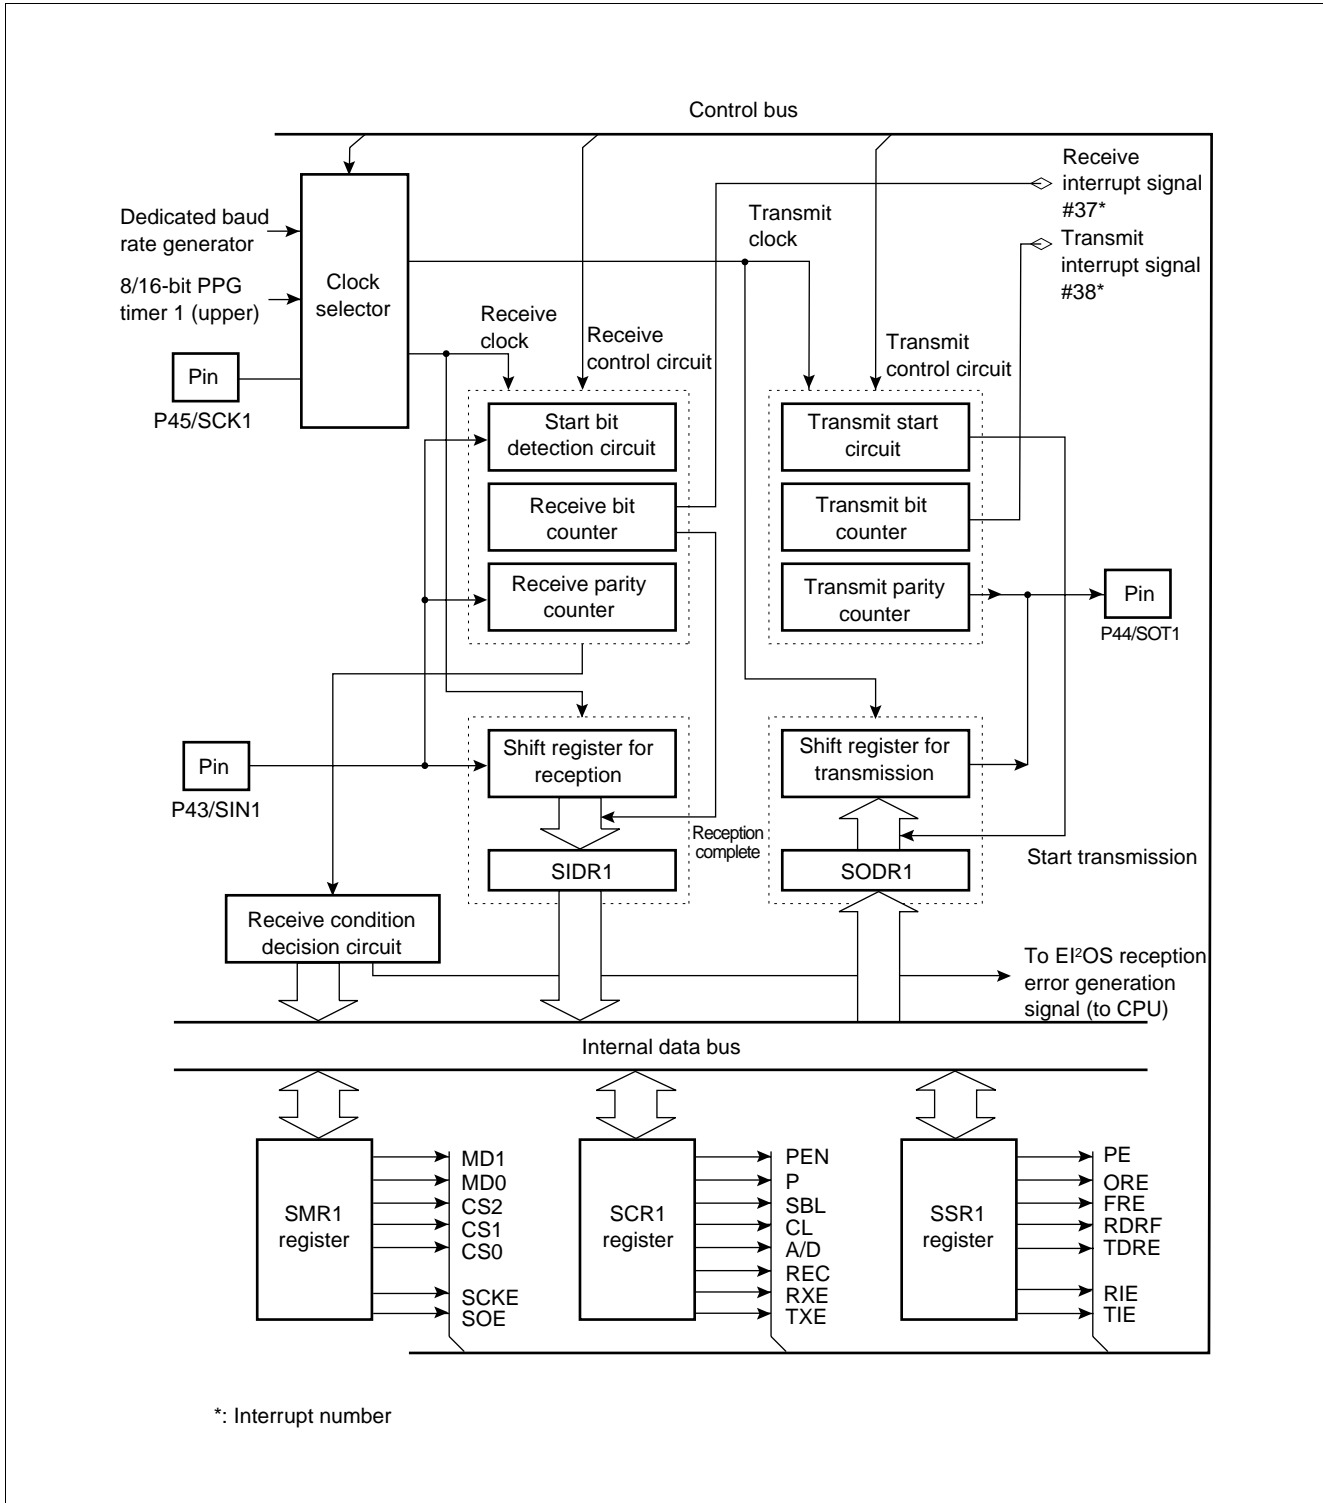 Control bus
Receive
interrupt signal
#37*
Transmit
interrupt signal
#38*
Dedicated baud
rate generator
8/16-bit PPG
timer 1 (upper)
Clock
selector
Transmit
clock
Receive
clock
Receive
control circuit
Transmit
control circuit
Pin
P45/SCK1
Start bit
detection circuit
Receive bit
counter
Receive parity
counter
Transmit start
circuit
Transmit bit
counter
Transmit parity
counter
Pin
P44/SOT1
Pin
P43/SIN1
Shift register for
reception
Shift register for
transmission
Reception
complete
Start transmission
SIDR1
SODR1
Receive condition
decision circuit
To EI²OS reception
error generation
signal (to CPU)
Internal data bus
SMR1
register
MD1
MD0
CS2
CS1
CS0
SCKE
SOE
SCR1
register
PEN
P
SBL
CL
A/D
REC
RXE
TXE
SSR1
register
PE
ORE
FRE
RDRF
TDRE
RIE
TIE
*: Interrupt number